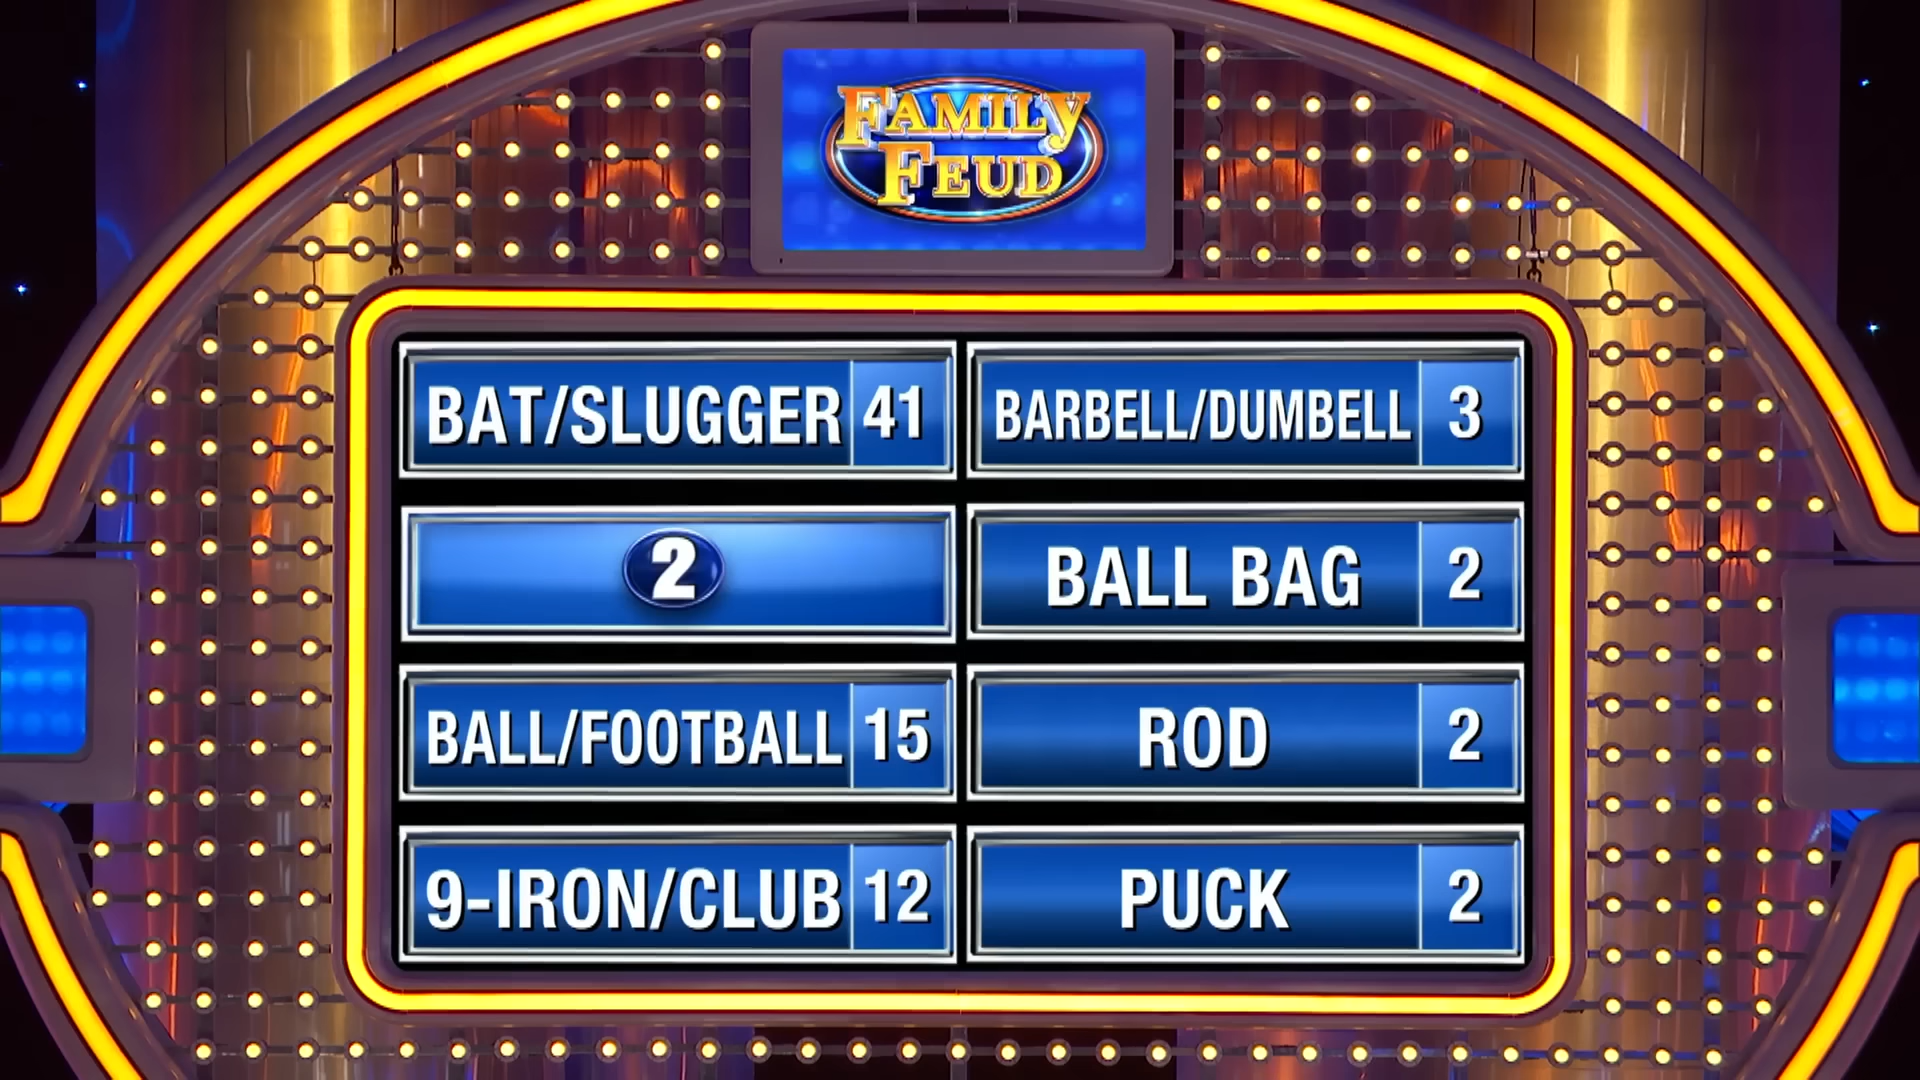 FAMILY
FEUD
BAT/SLUGGER 41
2
BALL/FOOTBALL 15
9-IRON/CLUB 12
BARBELL/DUMBELL 3
BALL BAG 2
ROD 2
PUCK 2